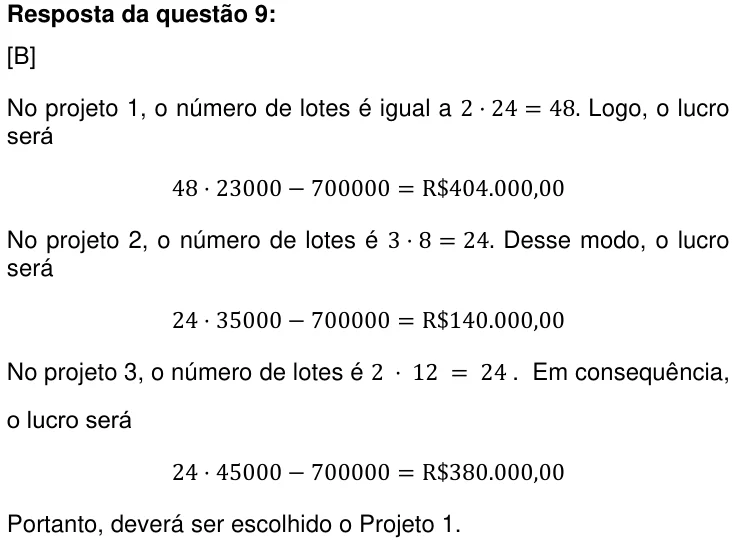 Resposta da questão 9:
[B]
No projeto 1, o número de lotes é igual a 2 · 24 = 48. Logo, o lucro
será
48 · 23000 − 700000 = R$404.000,00
No projeto 2, o número de lotes é 3 · 8 = 24. Desse modo, o lucro
será
24 · 35000 − 700000 = R$140.000,00
No projeto 3, o número de lotes é 2 · 12 = 24 . Em consequência,
o lucro será
24 · 45000 − 700000 = R$380.000,00
Portanto, deverá ser escolhido o Projeto 1.